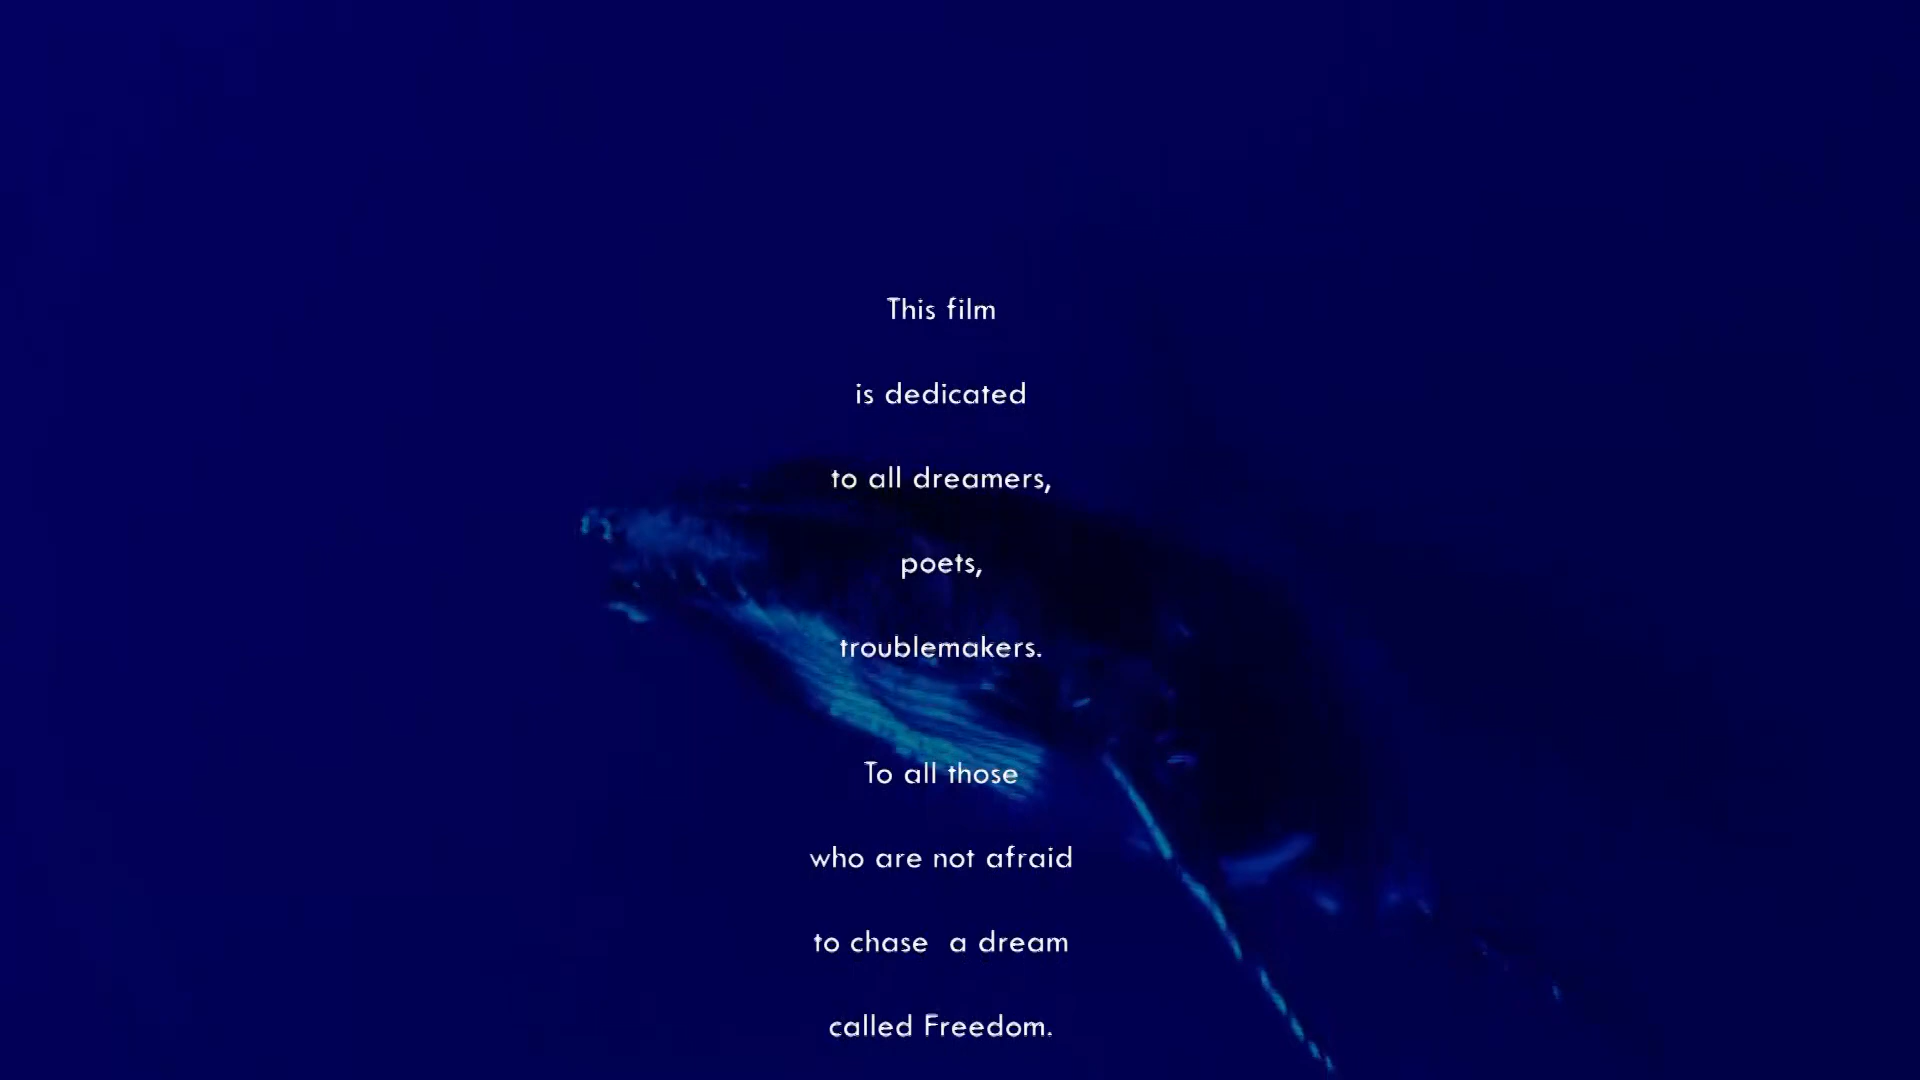 This film
is dedicated
to all dreamers,
poets,
troublemakers.
To all those
who are not afraid
to chase  a dream
called Freedom.